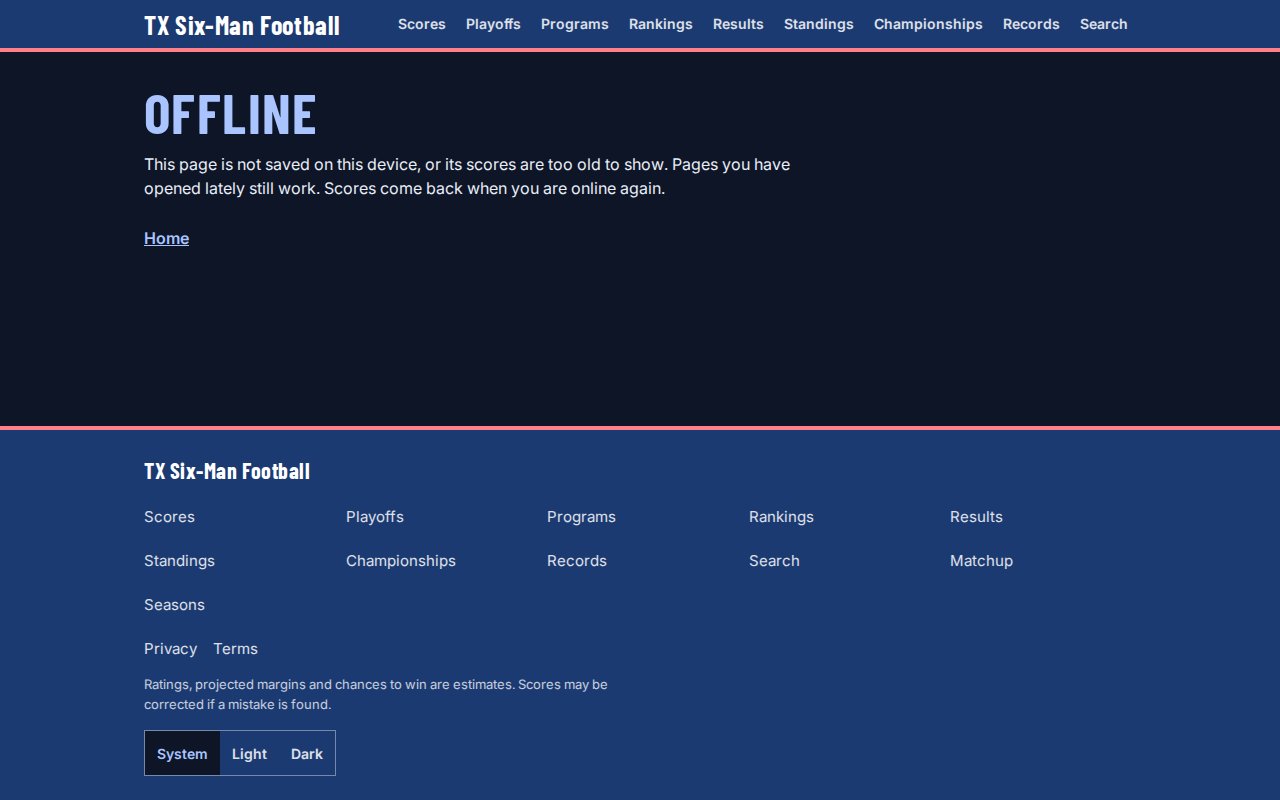 TX Six-Man Football
Scores Playoffs Programs Rankings Results Standings Championships Records Search
OFFLINE
This page is not saved on this device, or its scores are too old to show. Pages you have
opened lately still work. Scores come back when you are online again.
Home
TX Six-Man Football
Scores Playoffs Programs Rankings Results
Standings Championships Records Search Matchup
Seasons
Privacy Terms
Ratings, projected margins and chances to win are estimates. Scores may be
corrected if a mistake is found.
System Light Dark